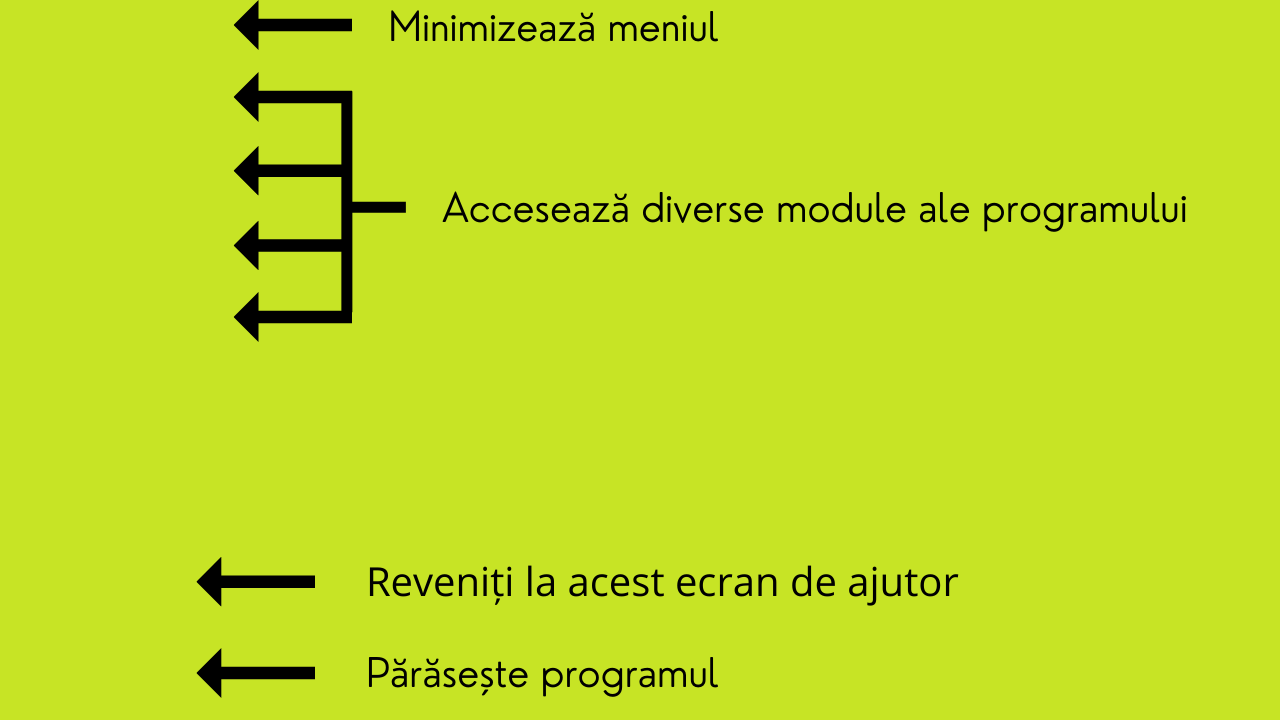 Minimizează meniul
Accesează diverse module ale programului
Reveniți la acest ecran de ajutor
Părăsește programul